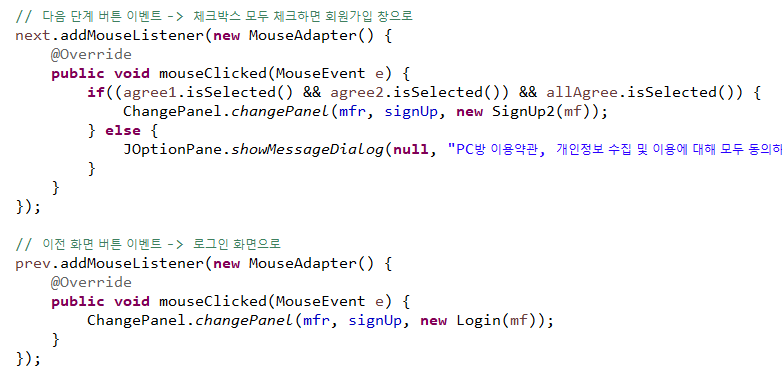 // 다음 단계 버튼 이벤트 -> 체크박스 모두 체크하면 회원가입 창으로
next.addMouseListener(new MouseAdapter() {
@Override
public void mouseClicked(MouseEvent e) {
if((agree1.isSelected() && agree2.isSelected()) && allAgree.isSelected()) {
ChangePanel.changePanel(mfr, signUp, new SignUp2(mf));
} else {
JOptionPane.showMessageDialog(null, "PC방 이용약관, 개인정보 수집 및 이용에 대해 모두 동의하
}
}
});
// 이전 화면 버튼 이벤트 -> 로그인 화면으로
prev.addMouseListener(new MouseAdapter() {
@Override
public void mouseClicked(MouseEvent e) {
ChangePanel.changePanel(mfr, signUp, new Login(mf));
}
});